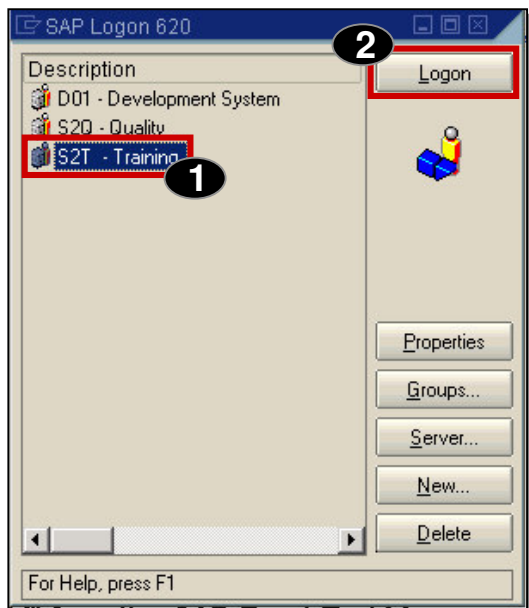 SAP Logon 620
2
Description
Logon
D01 - Development System
S2Q - Quality
S2T - Training
1
Properties
Groups...
Server...
New...
Delete
For Help, press F1